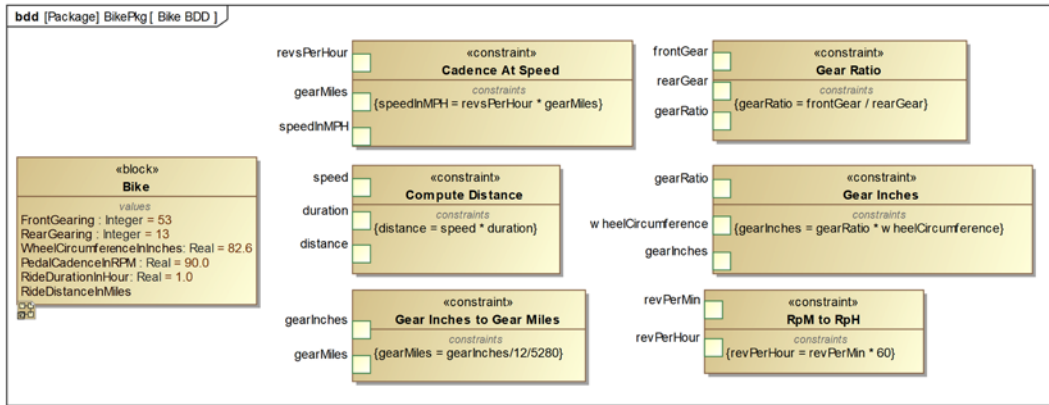 bdd [Package] BikePkg [ Bike BDD ]
revsPerHour
gearMiles
speedInMPH
«constraint»
Cadence At Speed
constraints
{speedInMPH = revsPerHour * gearMiles}
frontGear
rearGear
gearRatio
«constraint»
Gear Ratio
constraints
{gearRatio = frontGear / rearGear}
«block»
Bike
values
FrontGearing : Integer = 53
RearGearing : Integer = 13
WheelCircumferenceInInches: Real = 82.6
PedalCadenceInRPM : Real = 90.0
RideDurationInHour: Real = 1.0
RideDistanceInMiles
speed
duration
distance
«constraint»
Compute Distance
constraints
{distance = speed * duration}
gearRatio
wheelCircumference
gearInches
«constraint»
Gear Inches
constraints
{gearInches = gearRatio * wheelCircumference}
gearInches
gearMiles
«constraint»
Gear Inches to Gear Miles
constraints
{gearMiles = gearInches/12/5280}
revPerMin
revPerHour
«constraint»
RpM to RpH
constraints
{revPerHour = revPerMin * 60}